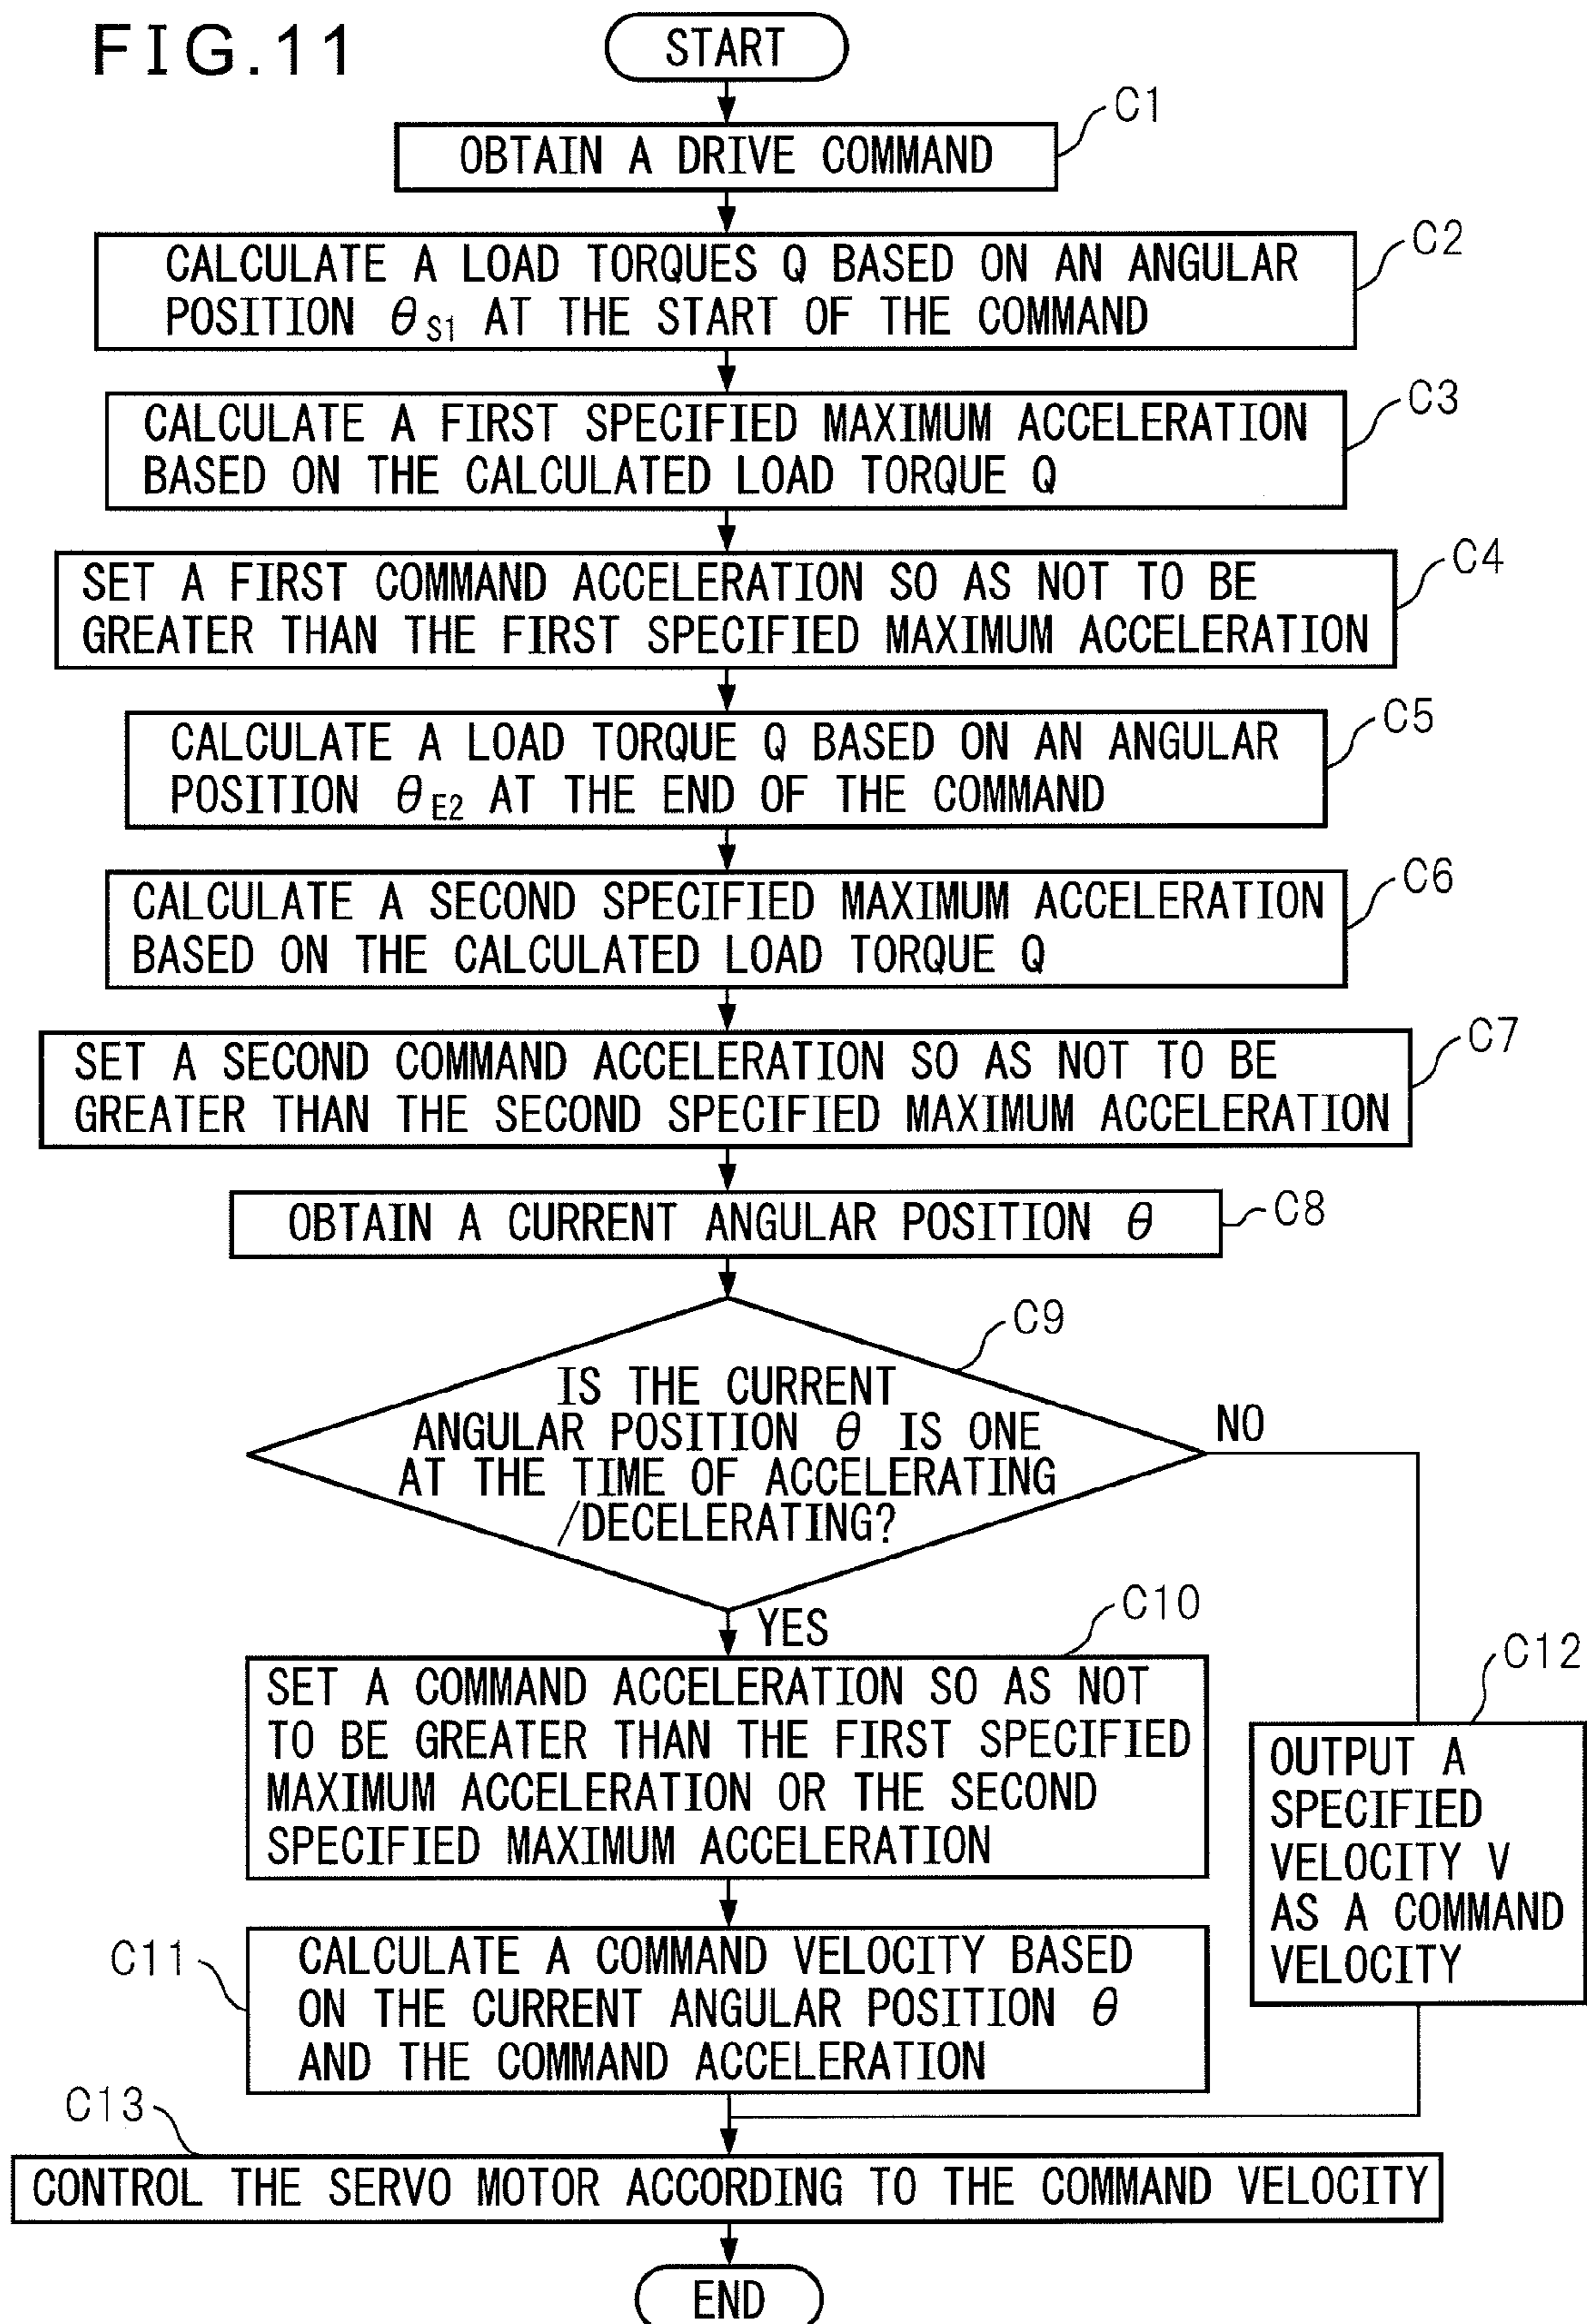 FIG.11
START
C1
OBTAIN A DRIVE COMMAND
C2
CALCULATE A LOAD TORQUES Q BASED ON AN ANGULAR
POSITION θS1 AT THE START OF THE COMMAND
C3
CALCULATE A FIRST SPECIFIED MAXIMUM ACCELERATION
BASED ON THE CALCULATED LOAD TORQUE Q
C4
SET A FIRST COMMAND ACCELERATION SO AS NOT TO BE
GREATER THAN THE FIRST SPECIFIED MAXIMUM ACCELERATION
C5
CALCULATE A LOAD TORQUE Q BASED ON AN ANGULAR
POSITION θE2 AT THE END OF THE COMMAND
C6
CALCULATE A SECOND SPECIFIED MAXIMUM ACCELERATION
BASED ON THE CALCULATED LOAD TORQUE Q
C7
SET A SECOND COMMAND ACCELERATION SO AS NOT TO BE
GREATER THAN THE SECOND SPECIFIED MAXIMUM ACCELERATION
C8
OBTAIN A CURRENT ANGULAR POSITION θ
C9
IS THE CURRENT
ANGULAR POSITION θ IS ONE
AT THE TIME OF ACCELERATING
/DECELERATING?
NO
YES
C10
SET A COMMAND ACCELERATION SO AS NOT
TO BE GREATER THAN THE FIRST SPECIFIED
MAXIMUM ACCELERATION OR THE SECOND
SPECIFIED MAXIMUM ACCELERATION
C12
OUTPUT A
SPECIFIED
VELOCITY V
AS A COMMAND
VELOCITY
C11
CALCULATE A COMMAND VELOCITY BASED
ON THE CURRENT ANGULAR POSITION θ
AND THE COMMAND ACCELERATION
C13
CONTROL THE SERVO MOTOR ACCORDING TO THE COMMAND VELOCITY
END